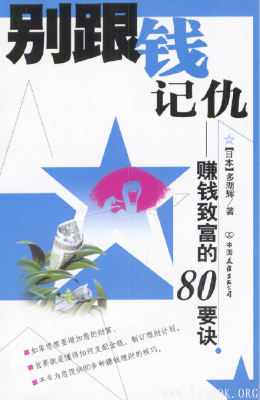 别跟钱
记仇
——赚钱致富的80要诀
☆【日本】多湖辉/著
中国友谊出版公司
■如果您想要增加您的财富，
■首要就是懂得如何支配金钱，制订理财计划。
■本书为您提供80多种赚钱理财的技巧。